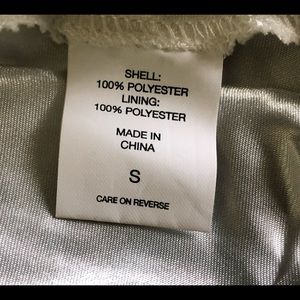 SHELL:
100% POLYESTER
LINING:
100% POLYESTER
MADE IN
CHINA
S
CARE ON REVERSE